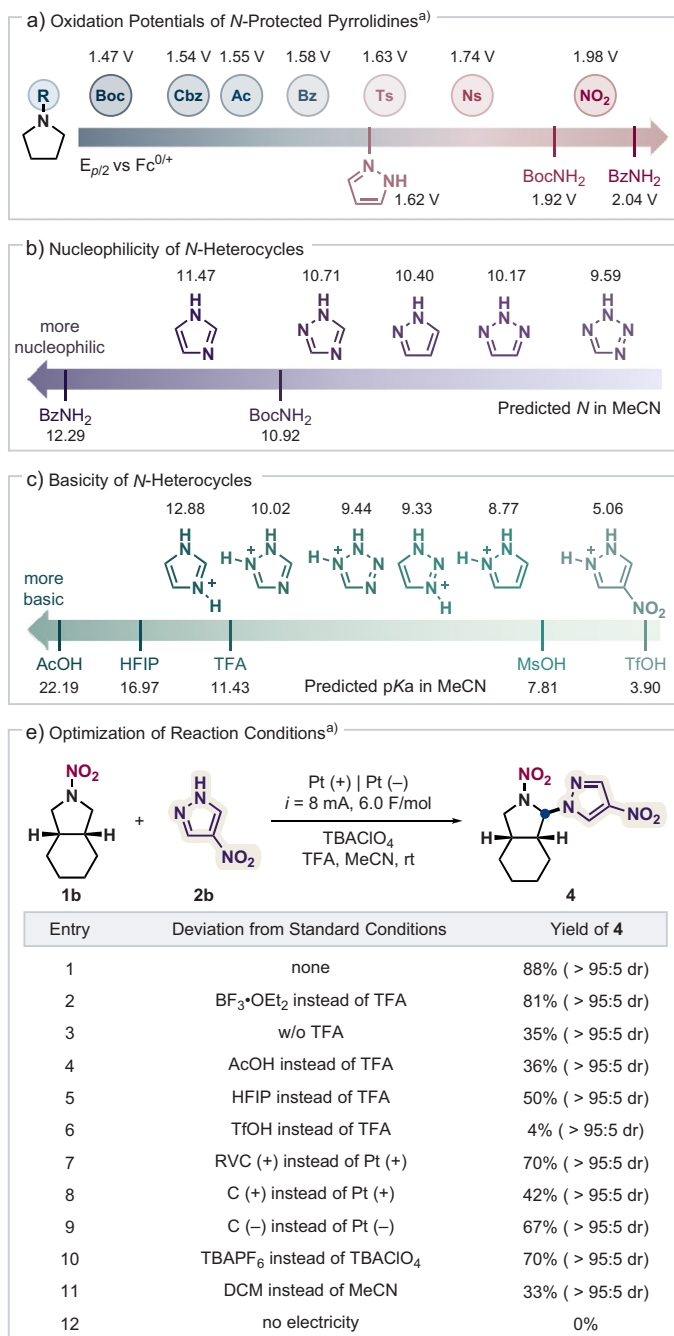 a) Oxidation Potentials of N-Protected Pyrrolidines a)
1.47 V 1.54 V 1.55 V 1.58 V 1.63 V 1.74 V 1.98 V
R Boc Cbz Ac Bz Ts Ns NO2
N
Ep/2 vs Fc0/+
N NH BocNH2 BzNH2
1.62 V 1.92 V 2.04 V
b) Nucleophilicity of N-Heterocycles
11.47 10.71 10.40 10.17 9.59
H H H H H
N N N N N N N N N N N
N N N
more
nucleophilic
BzNH2 BocNH2 Predicted N in MeCN
12.29 10.92
c) Basicity of N-Heterocycles
12.88 10.02 9.44 9.33 8.77 5.06
H H H H H H
N H N + N H N + N N N N H N + N H N + N
N + H N N N + H NO2
more
basic
AcOH HFIP TFA MsOH TfOH
22.19 16.97 11.43 Predicted pKa in MeCN 7.81 3.90
e) Optimization of Reaction Conditions a)
NO2 H Pt (+) | Pt (–) NO2 N
N N N i = 8 mA, 6.0 F/mol N N NO2
H H + NO2 TBAClO4 H H
TFA, MeCN, rt
1b 2b 4
Entry Deviation from Standard Conditions Yield of 4
1 none 88% ( > 95:5 dr)
2 BF3•OEt2 instead of TFA 81% ( > 95:5 dr)
3 w/o TFA 35% ( > 95:5 dr)
4 AcOH instead of TFA 36% ( > 95:5 dr)
5 HFIP instead of TFA 50% ( > 95:5 dr)
6 TfOH instead of TFA 4% ( > 95:5 dr)
7 RVC (+) instead of Pt (+) 70% ( > 95:5 dr)
8 C (+) instead of Pt (+) 42% ( > 95:5 dr)
9 C (–) instead of Pt (–) 67% ( > 95:5 dr)
10 TBAPF6 instead of TBAClO4 70% ( > 95:5 dr)
11 DCM instead of MeCN 33% ( > 95:5 dr)
12 no electricity 0%